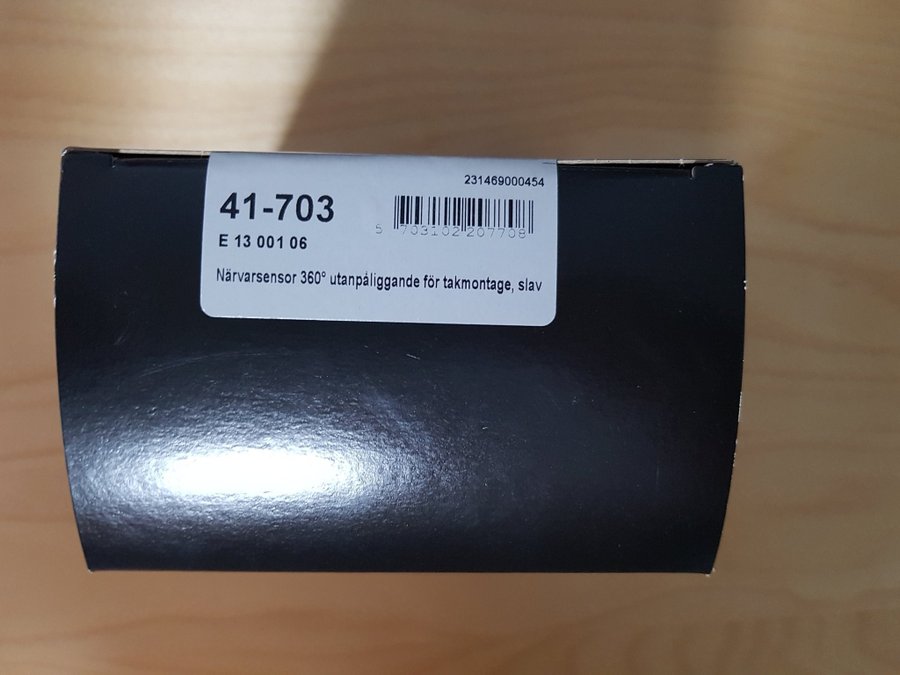 231469000454
41-703
5 703102 207708
E 13 001 06
Närvarsensor 360° utanpåliggande för takmontage, slav